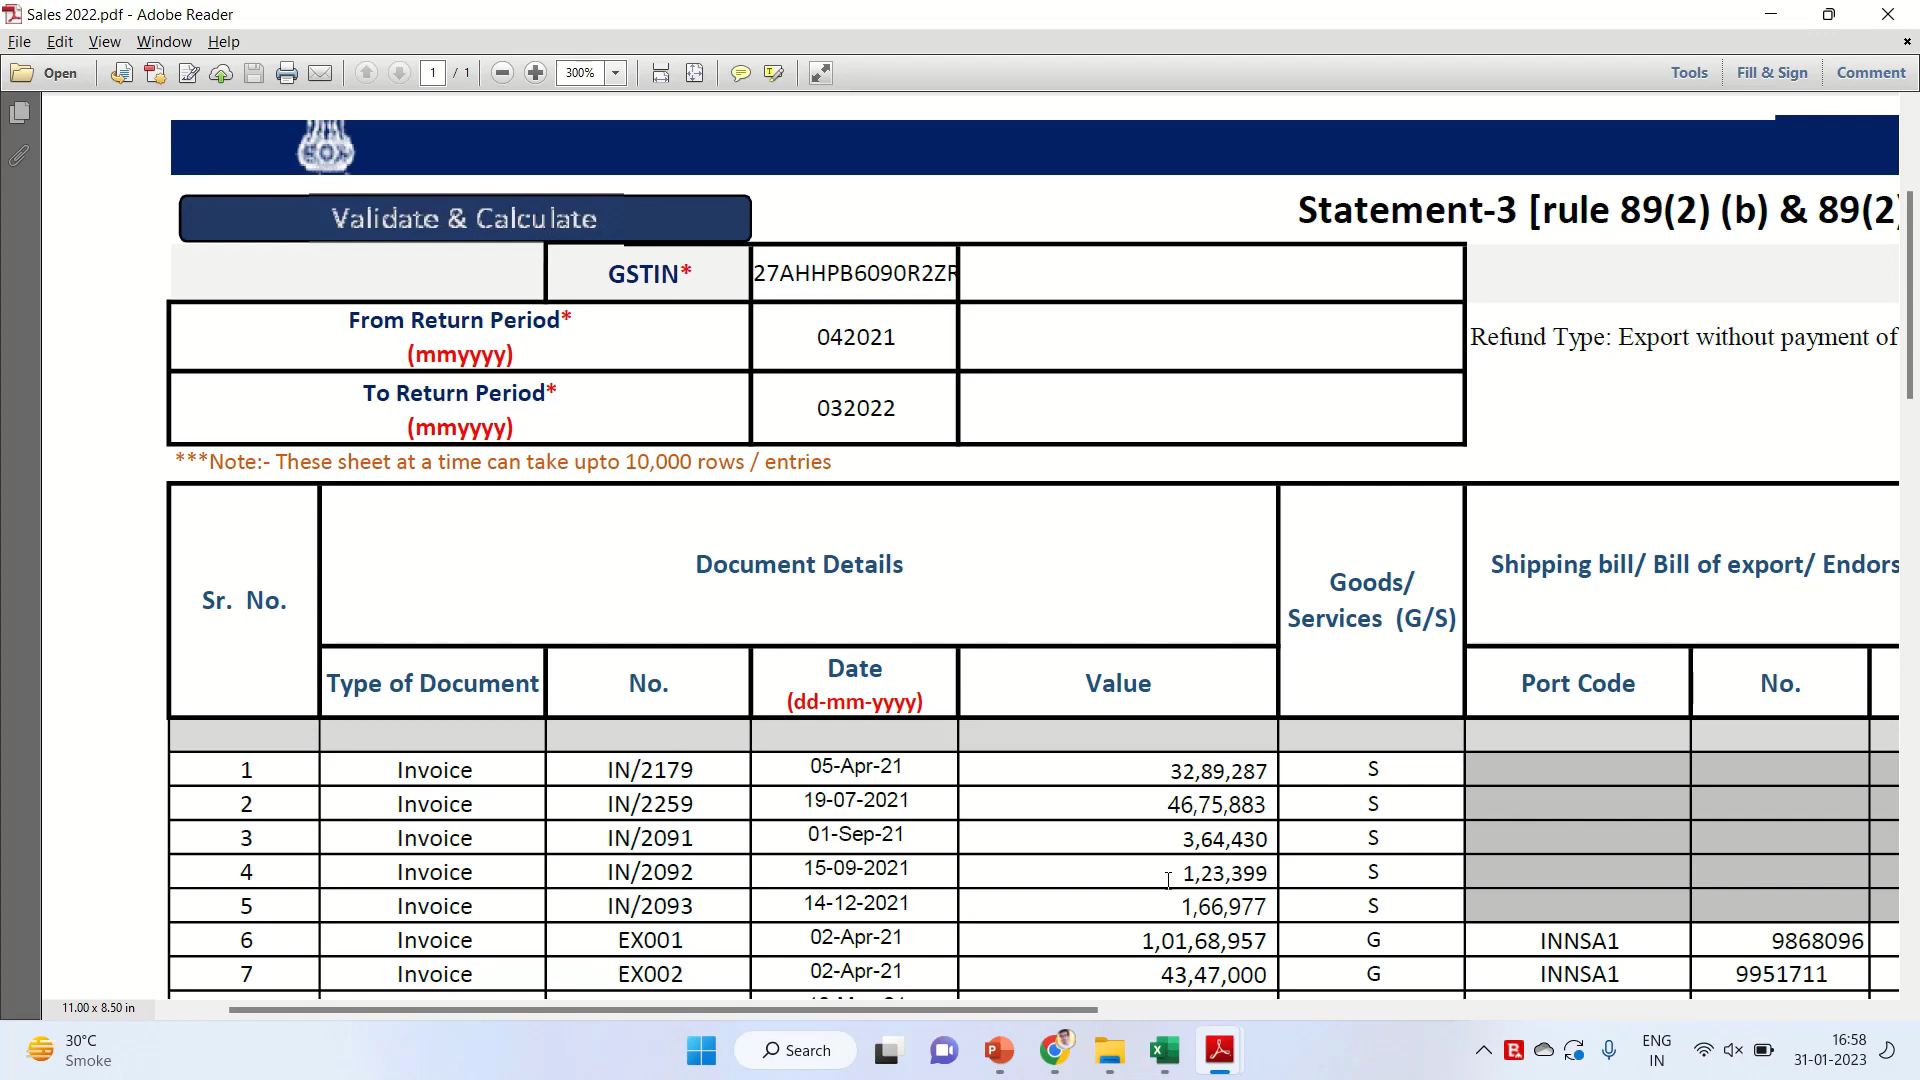 Sales 2022.pdf - Adobe Reader
File Edit View Window Help
Open 1 / 1 300% Tools Fill & Sign Comment
Validate & Calculate
Statement-3 [rule 89(2) (b) & 89(2)
GSTIN* 27AHHPB6090R2ZR
From Return Period*
(mmyyyy)
042021
Refund Type: Export without payment of
To Return Period*
(mmyyyy)
032022
***Note:- These sheet at a time can take upto 10,000 rows / entries
Sr. No.
Document Details
Goods/
Services (G/S)
Shipping bill/ Bill of export/ Endors
Type of Document No. Date
(dd-mm-yyyy)
Value Port Code No.
1 Invoice IN/2179 05-Apr-21 32,89,287 S
2 Invoice IN/2259 19-07-2021 46,75,883 S
3 Invoice IN/2091 01-Sep-21 3,64,430 S
4 Invoice IN/2092 15-09-2021 1,23,399 S
5 Invoice IN/2093 14-12-2021 1,66,977 S
6 Invoice EX001 02-Apr-21 1,01,68,957 G INNSA1 9868096
7 Invoice EX002 02-Apr-21 43,47,000 G INNSA1 9951711
11.00 x 8.50 in
30°C
Smoke
Search
ENG
IN
16:58
31-01-2023